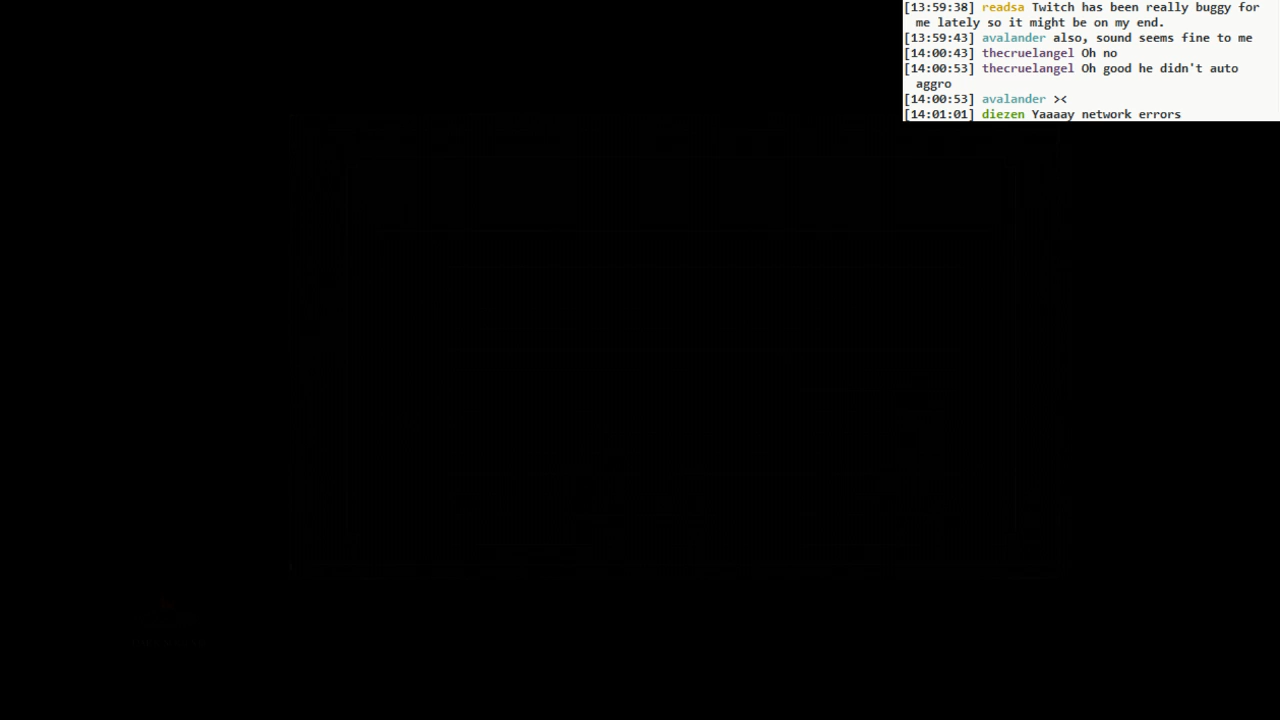 [13:59:38] readsa Twitch has been really buggy for
me lately so it might be on my end.
[13:59:43] avalander also, sound seems fine to me
[14:00:43] thecruelangel Oh no
[14:00:53] thecruelangel Oh good he didn't auto
aggro
[14:00:53] avalander ><
[14:01:01] diezen Yaaaay network errors